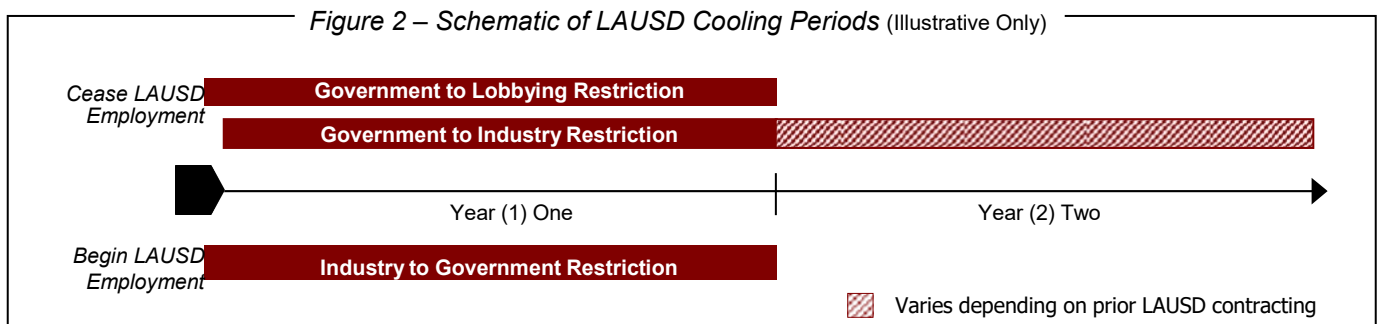 Figure 2 – Schematic of LAUSD Cooling Periods (Illustrative Only)
Cease LAUSD
Employment
Government to Lobbying Restriction
Government to Industry Restriction
Year (1) One
Year (2) Two
Begin LAUSD
Employment
Industry to Government Restriction
Varies depending on prior LAUSD contracting